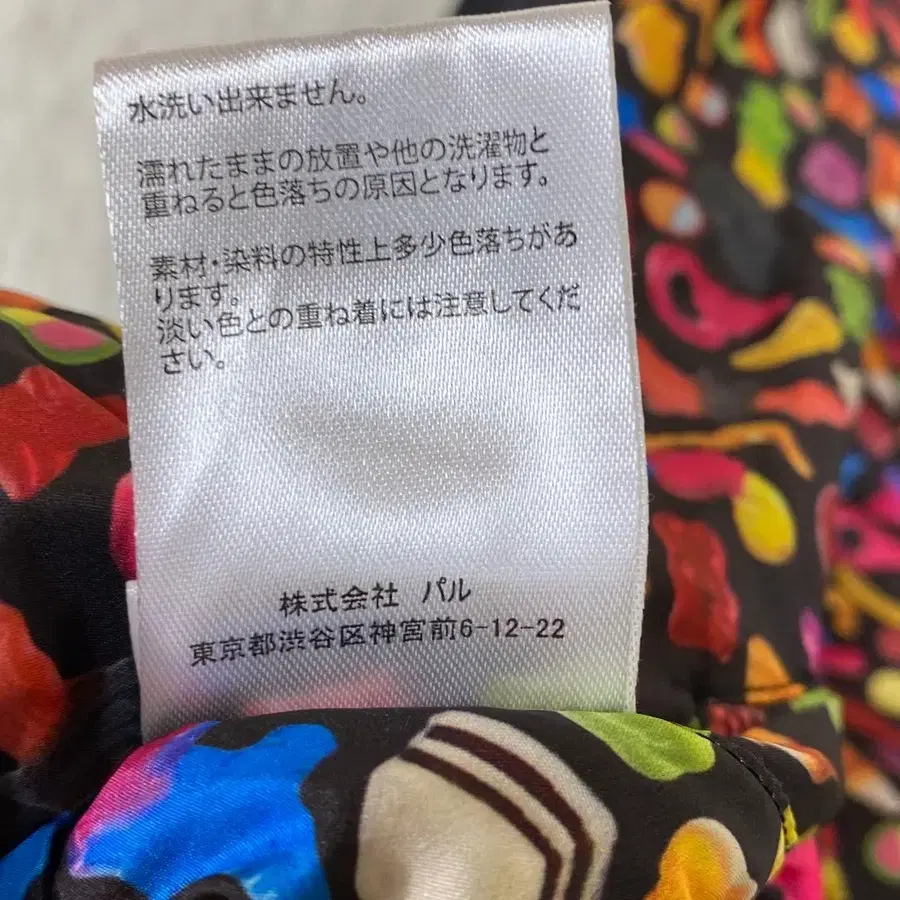 水洗い出来ません。
濡れたままの放置や他の洗濯物と
重ねると色落ちの原因となります。
素材・染料の特性上多少色落ちがあ
ります。
淡い色との重ね着には注意してくだ
さい。
株式会社 パル
東京都渋谷区神宮前6-12-22